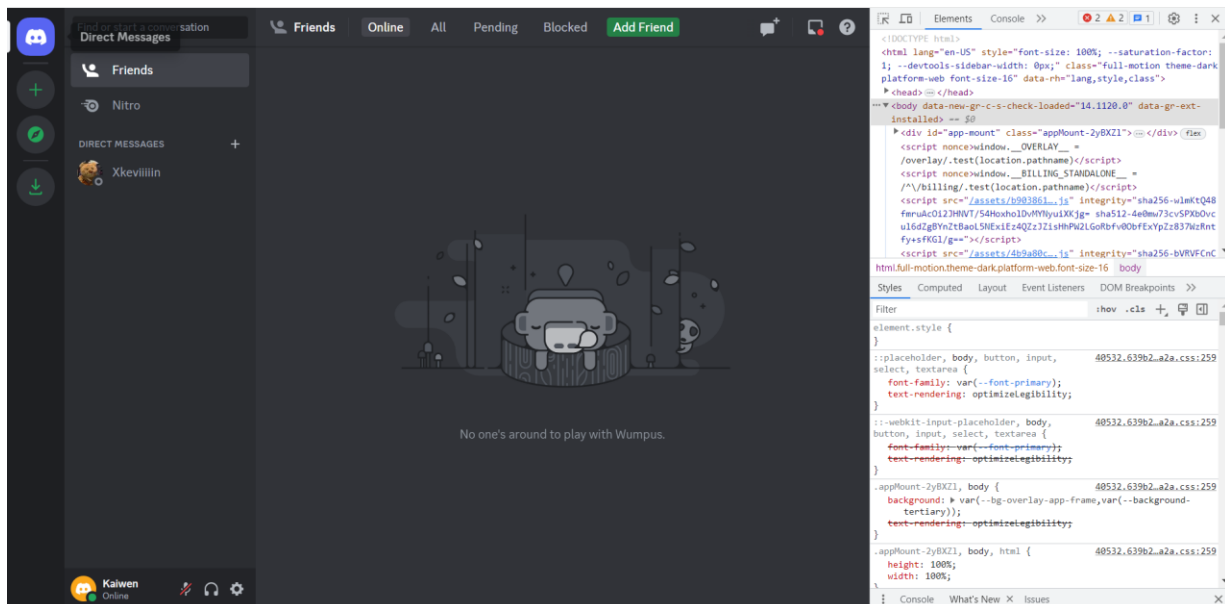 Find or start a conversation
Direct Messages
Friends
Nitro
DIRECT MESSAGES
Xkeviiiiin
Kaiwen
Online
Friends
Online
All
Pending
Blocked
Add Friend
No one's around to play with Wumpus.
Elements
Console
2
2
1
<!DOCTYPE html>
<html lang="en-US" style="font-size: 100%; --saturation-factor:
1; --devtools-sidebar-width: 0px;" class="full-motion theme-dark
platform-web font-size-16" data-rh="lang,style,class">
<head> </head>
<body data-new-gr-c-s-check-loaded="14.1120.0" data-gr-ext-
installed> == $0
<div id="app-mount" class="appMount-2yBXZl"> </div> flex
<script nonce>window.__OVERLAY__ =
/overlay/.test(location.pathname)</script>
<script nonce>window.__BILLING_STANDALONE__ =
/^\/billing/.test(location.pathname)</script>
<script src="/assets/b903861….js" integrity="sha256-
sha512-
fy+sfKGl/g=="></script>
<script src="/assets/4b9a80c….js" integrity="sha256-bVRVFCnC
html.full-motion.theme-dark.platform-web.font-size-16 body
Styles
Computed
Layout
Event Listeners
DOM Breakpoints
Filter
:hov .cls
element.style {
}
::placeholder, body, button, input, 40532.639b2…a2a.css:259
select, textarea {
font-family: var(--font-primary);
text-rendering: optimizeLegibility;
}
::-webkit-input-placeholder, body, 40532.639b2…a2a.css:259
button, input, select, textarea {
font-family: var(--font-primary);
text-rendering: optimizeLegibility;
}
.appMount-2yBXZl, body { 40532.639b2…a2a.css:259
background: var(--bg-overlay-app-frame,var(--background-
tertiary));
text-rendering: optimizeLegibility;
}
.appMount-2yBXZl, body, html { 40532.639b2…a2a.css:259
height: 100%;
width: 100%;
Console
What's New
Issues